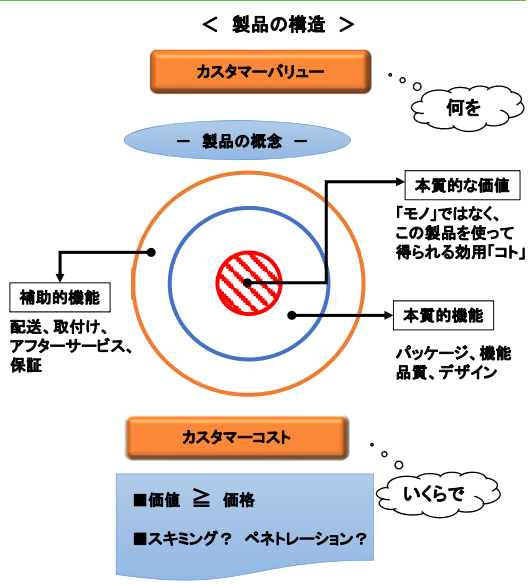 ＜ 製品の構造 ＞
カスタマーバリュー
何を
－ 製品の概念 －
本質的な価値
「モノ」ではなく、
この製品を使って
得られる効用「コト」
補助的機能
配送、取付け、
アフターサービス、
保証
本質的機能
パッケージ、機能
品質、デザイン
カスタマーコスト
いくらで
■価値 ≧ 価格
■スキミング？ ペネトレーション？